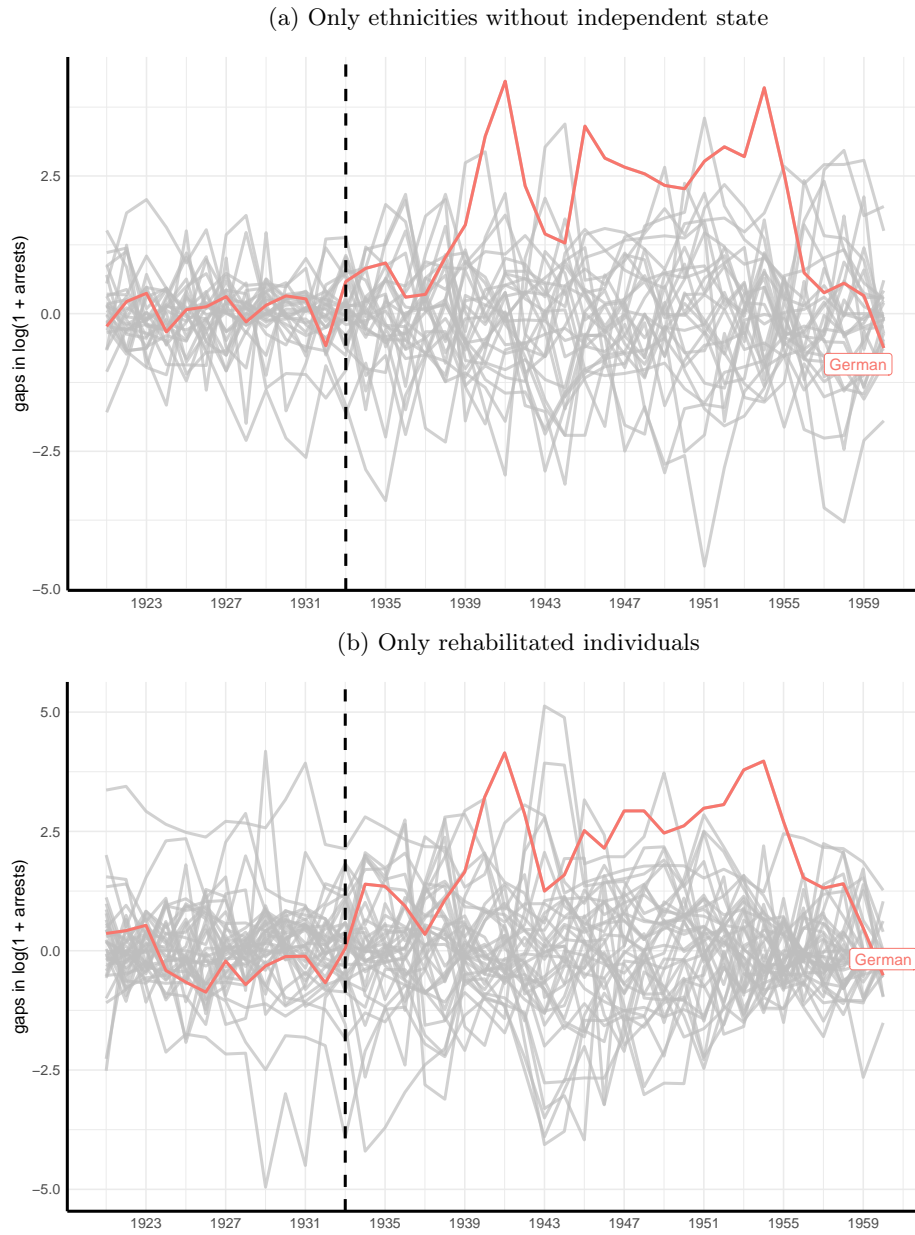 (a) Only ethnicities without independent state
gaps in log(1 + arrests)
2.5
0.0
−2.5
−5.0
German
1923 1927 1931 1935 1939 1943 1947 1951 1955 1959
(b) Only rehabilitated individuals
gaps in log(1 + arrests)
5.0
2.5
0.0
−2.5
−5.0
German
1923 1927 1931 1935 1939 1943 1947 1951 1955 1959